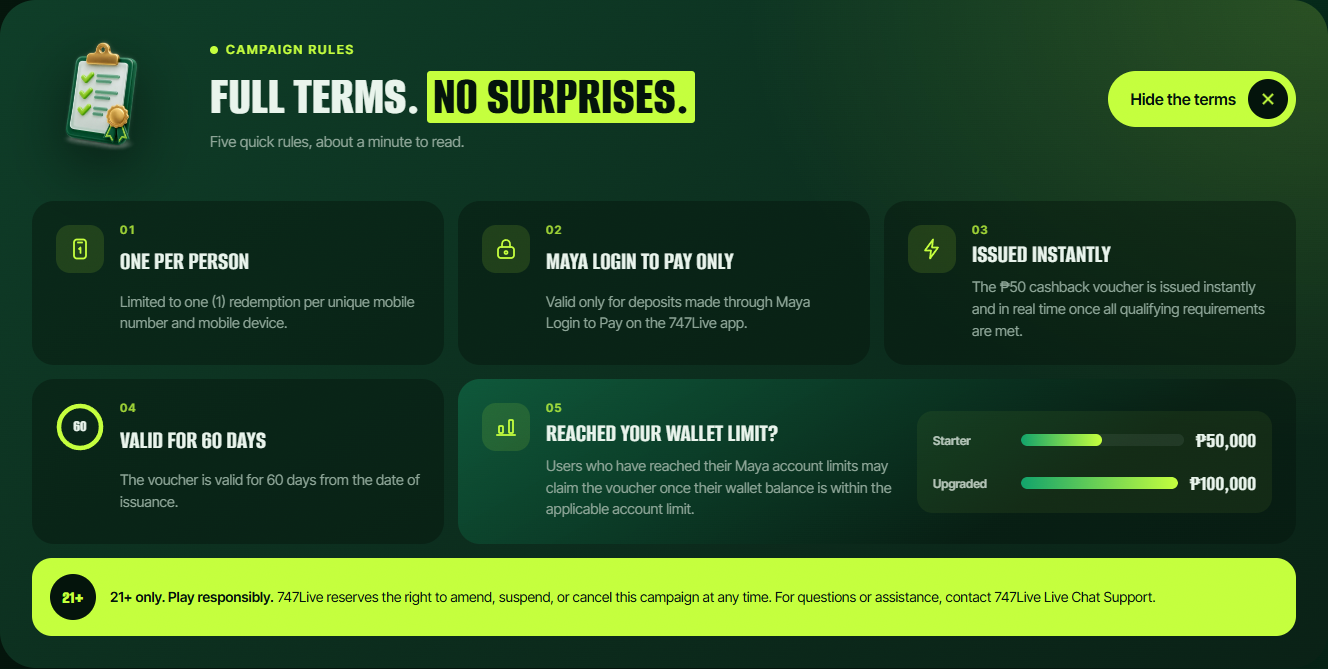 CAMPAIGN RULES
FULL TERMS. NO SURPRISES.
Five quick rules, about a minute to read.
Hide the terms
01
ONE PER PERSON
Limited to one (1) redemption per unique mobile
number and mobile device.
1
02
MAYA LOGIN TO PAY ONLY
Valid only for deposits made through Maya
Login to Pay on the 747Live app.
03
ISSUED INSTANTLY
The ₱50 cashback voucher is issued instantly
and in real time once all qualifying requirements
are met.
60
04
VALID FOR 60 DAYS
The voucher is valid for 60 days from the date of
issuance.
05
REACHED YOUR WALLET LIMIT?
Users who have reached their Maya account limits may
claim the voucher once their wallet balance is within the
applicable account limit.
Starter ₱50,000
Upgraded ₱100,000
21+
21+ only. Play responsibly. 747Live reserves the right to amend, suspend, or cancel this campaign at any time. For questions or assistance, contact 747Live Live Chat Support.